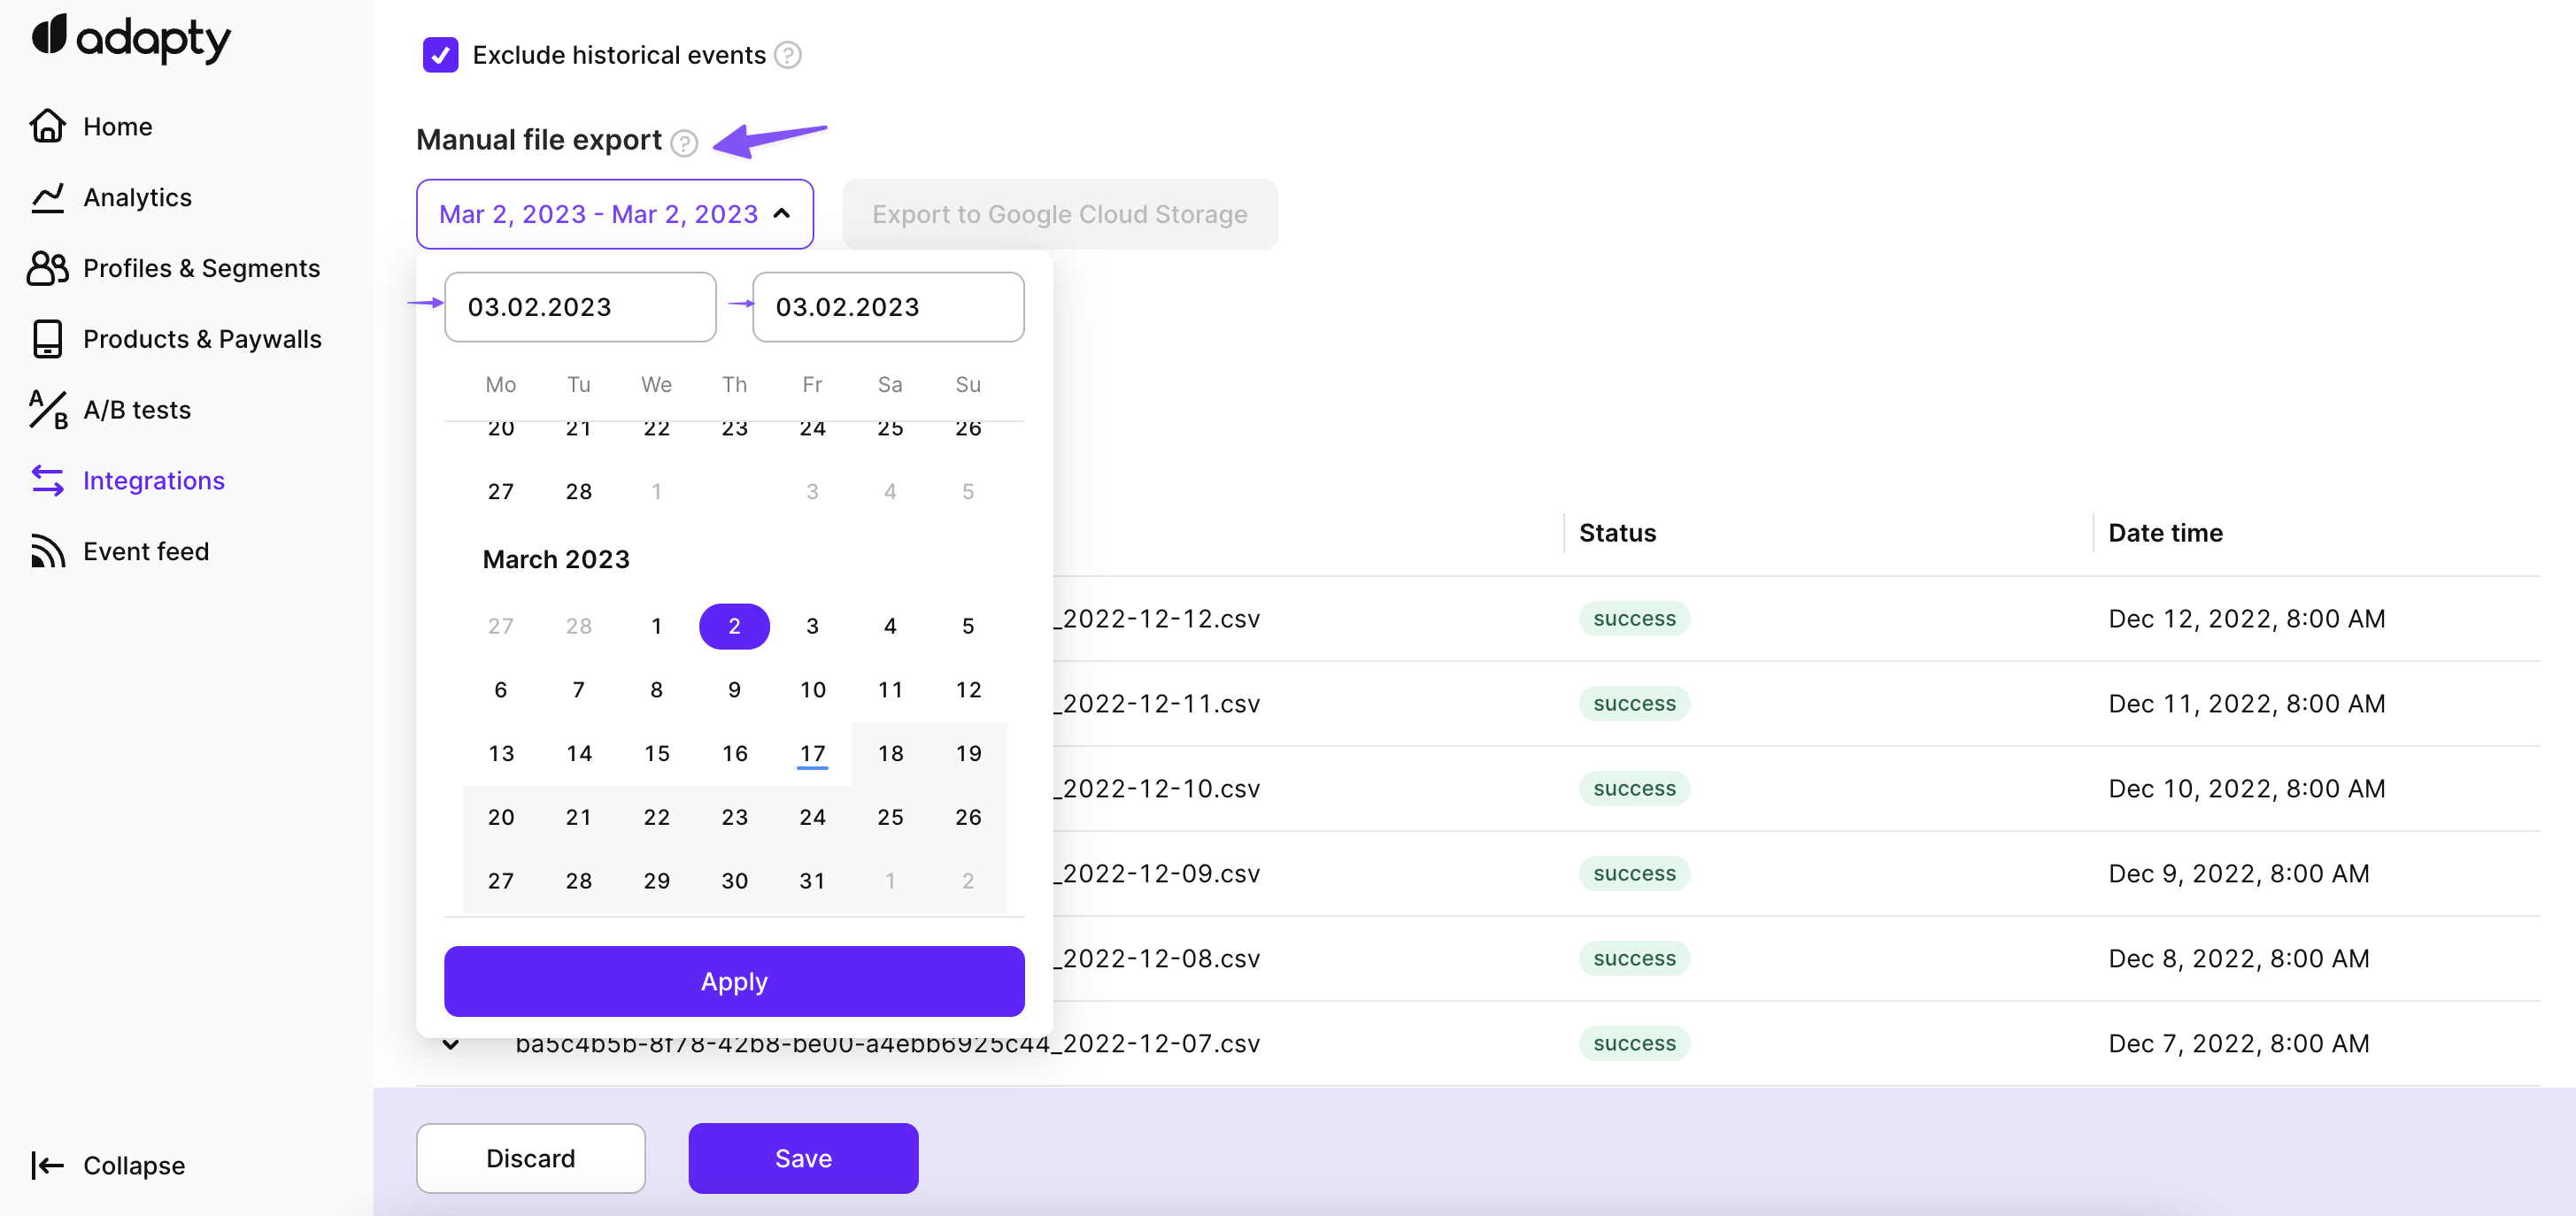 adapty
Home
Analytics
Profiles & Segments
Products & Paywalls
A/B tests
Integrations
Event feed
Collapse
Exclude historical events ?
Manual file export ?
Mar 2, 2023 - Mar 2, 2023
Export to Google Cloud Storage
03.02.2023 03.02.2023
Mo Tu We Th Fr Sa Su
20 21 22 23 24 25 26
27 28 1 3 4 5
March 2023
27 28 1 2 3 4 5
6 7 8 9 10 11 12
13 14 15 16 17 18 19
20 21 22 23 24 25 26
27 28 29 30 31 1 2
Apply
Status Date time
_2022-12-12.csv success Dec 12, 2022, 8:00 AM
_2022-12-11.csv success Dec 11, 2022, 8:00 AM
_2022-12-10.csv success Dec 10, 2022, 8:00 AM
_2022-12-09.csv success Dec 9, 2022, 8:00 AM
_2022-12-08.csv success Dec 8, 2022, 8:00 AM
ba5c4b5b-8f78-42b8-be00-a4ebb6925c44_2022-12-07.csv success Dec 7, 2022, 8:00 AM
Discard Save